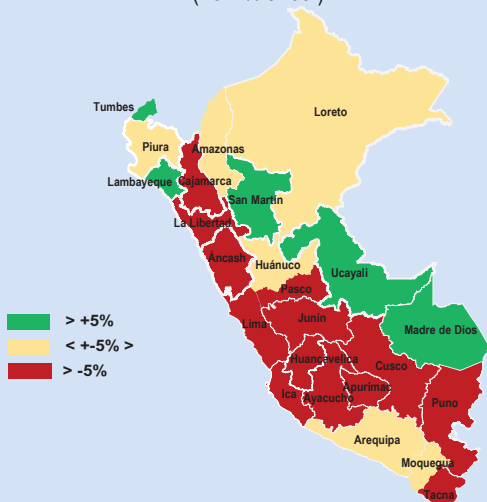 Tumbes
Loreto
Piura
Amazonas
Lambayeque
Cajamarca
San Martín
La Libertad
Áncash
Huánuco
Ucayali
Pasco
> +5%
Lima
Junín
Madre de Dios
< +-5% >
Huancavelica
Cusco
> -5%
Ica
Ayacucho
Apurímac
Puno
Arequipa
Moquegua
Tacna